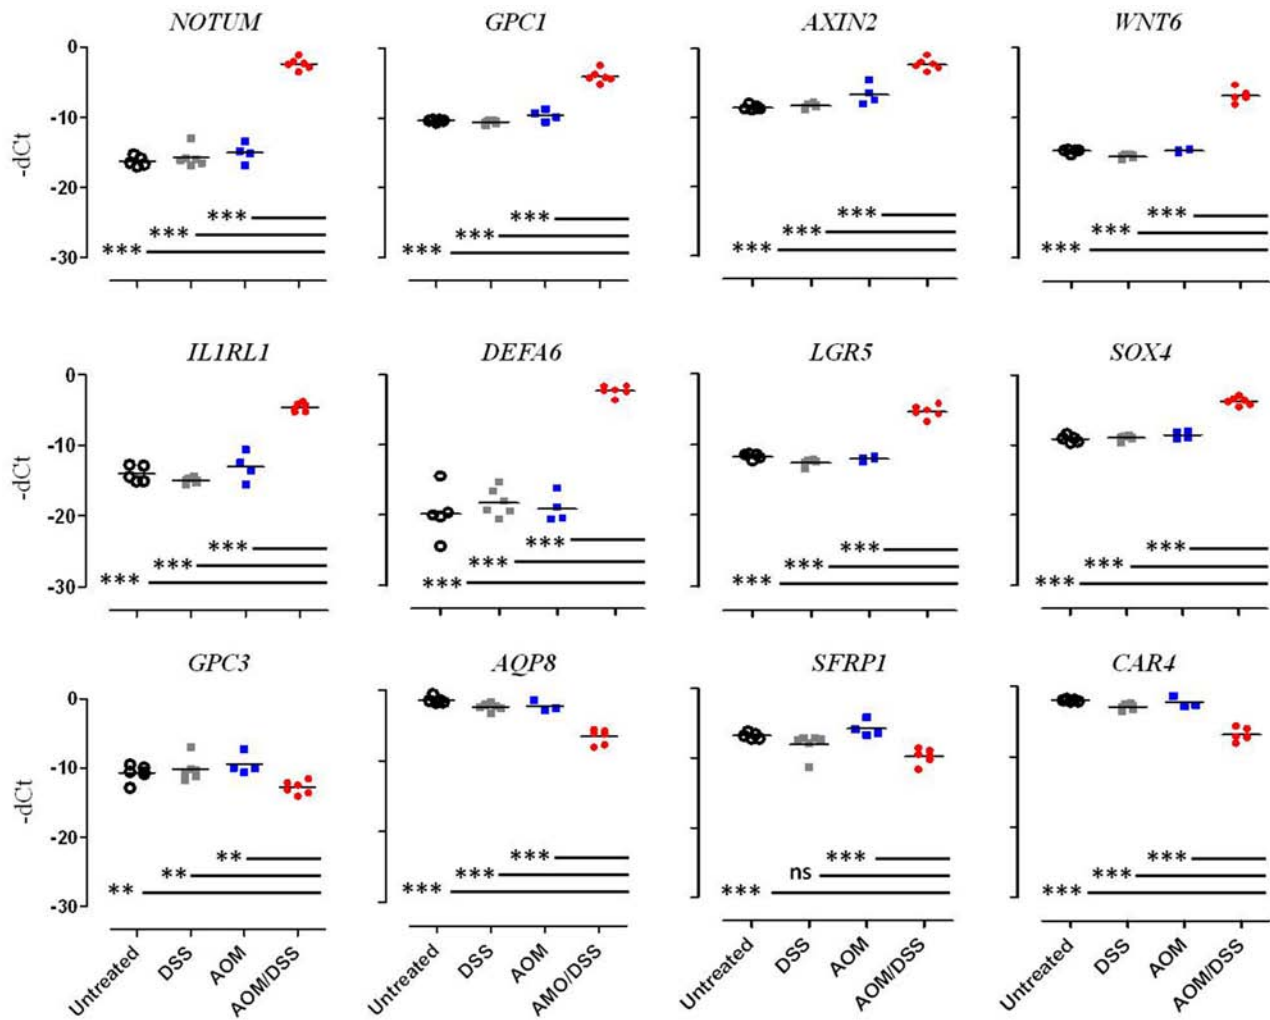 NOTUM GPC1 AXIN2 WNT6
0
-10
-20
-30
-dCt
*** *** *** ***
*** *** *** ***
*** *** *** ***
IL1RL1 DEFA6 LGR5 SOX4
0
-10
-20
-30
-dCt
*** *** *** ***
*** *** *** ***
*** *** *** ***
GPC3 AQP8 SFRP1 CAR4
0
-10
-20
-30
-dCt
** *** *** ***
** *** ns ***
** *** *** ***
Untreated DSS AOM AOM/DSS
Untreated DSS AOM AMO/DSS
Untreated DSS AOM AOM/DSS
Untreated DSS AOM AOM/DSS